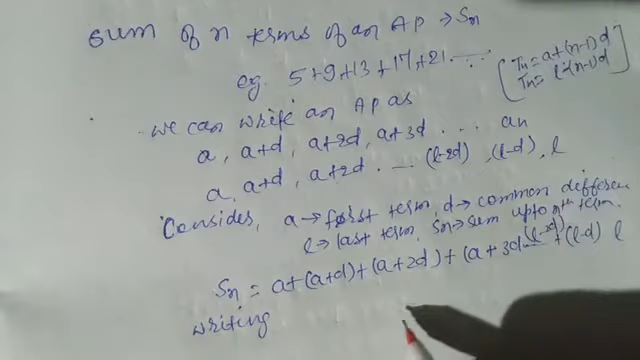 Sum of n terms of an AP → Sn
eg. 5+9+13+17+21.....
[Tn = a+(n-1)d
Tn = l-(n-1)d]
we can write an AP as
a, a+d, a+2d, a+3d ... an
a, a+d, a+2d .... (l-2d), (l-d), l
Consider, a → first term, d → common differen
l → last term, Sn → sum upto nth term.
Sn = a+(a+d)+(a+2d)+(a+3d ... (l-2d)+(l-d) l
writing